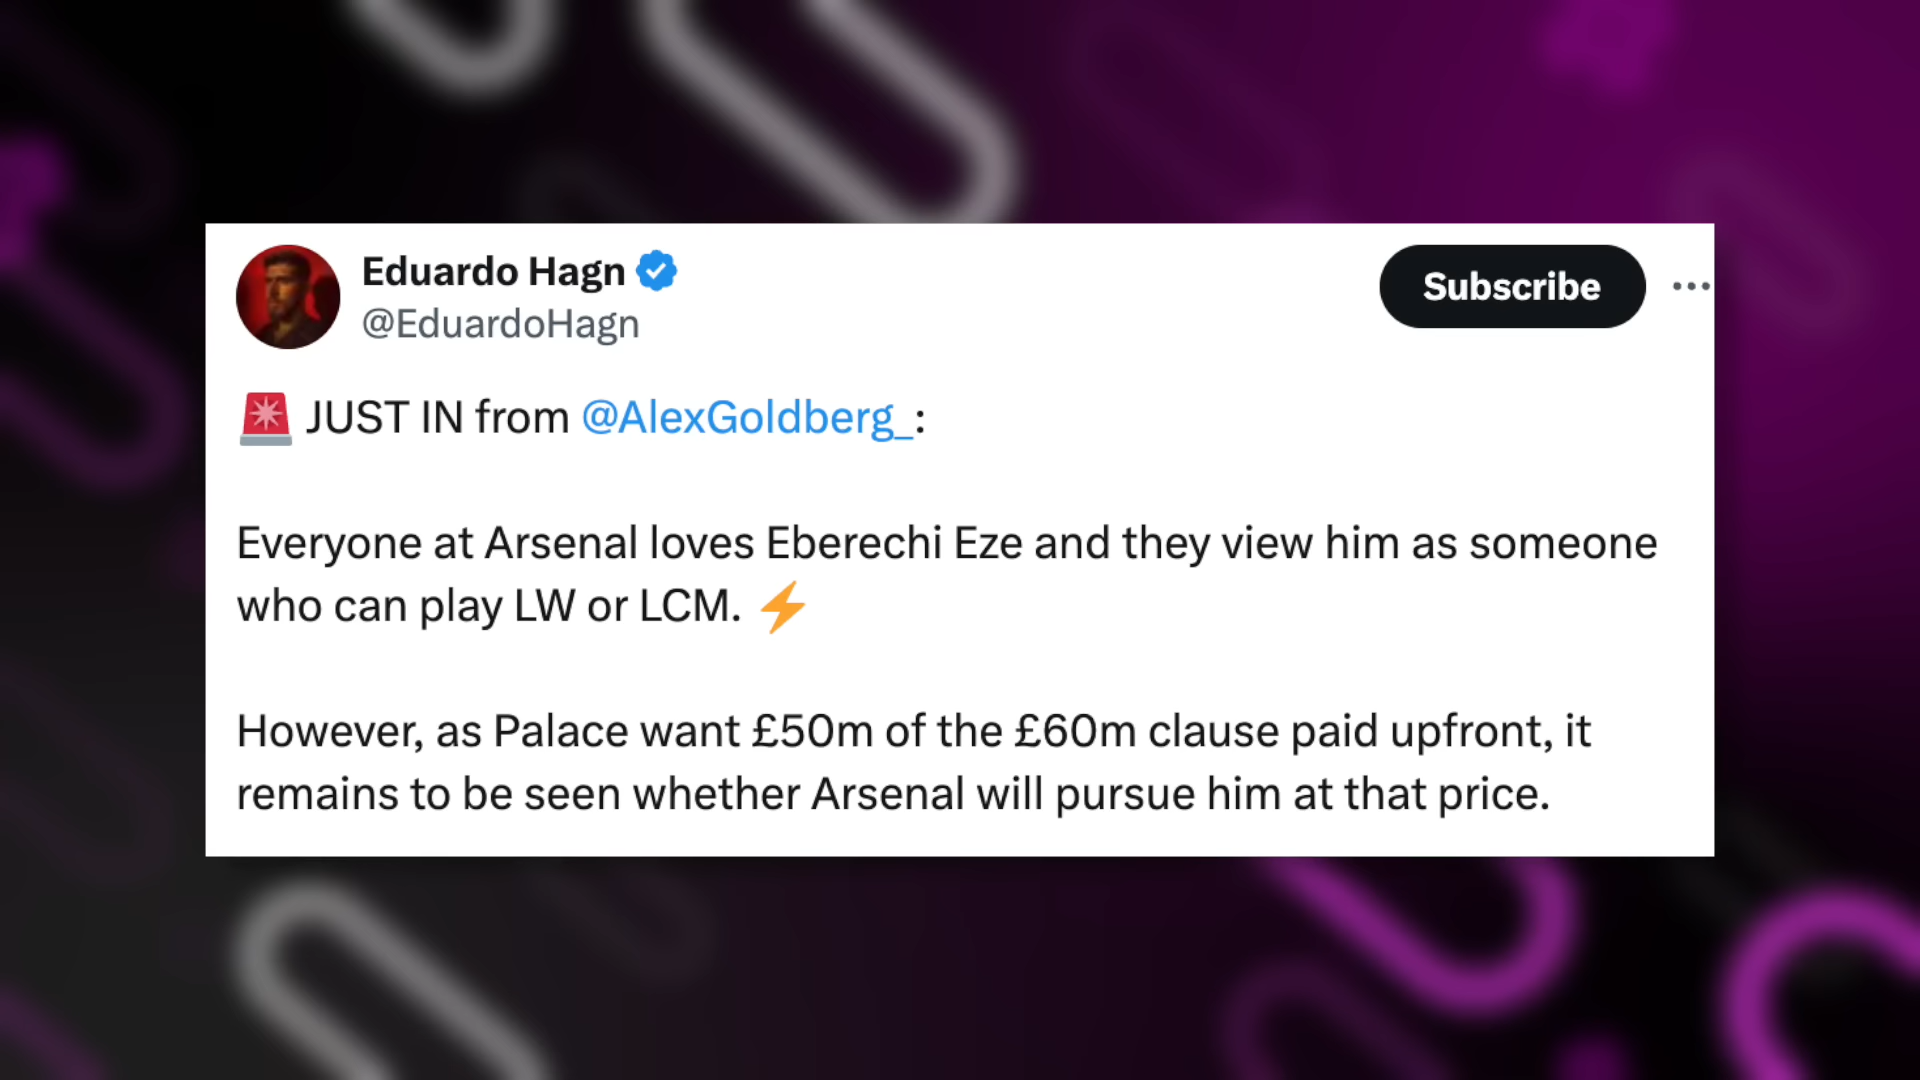 Eduardo Hagn
Subscribe
@EduardoHagn
🚨 JUST IN from @AlexGoldberg_:
Everyone at Arsenal loves Eberechi Eze and they view him as someone
who can play LW or LCM. ⚡
However, as Palace want £50m of the £60m clause paid upfront, it
remains to be seen whether Arsenal will pursue him at that price.